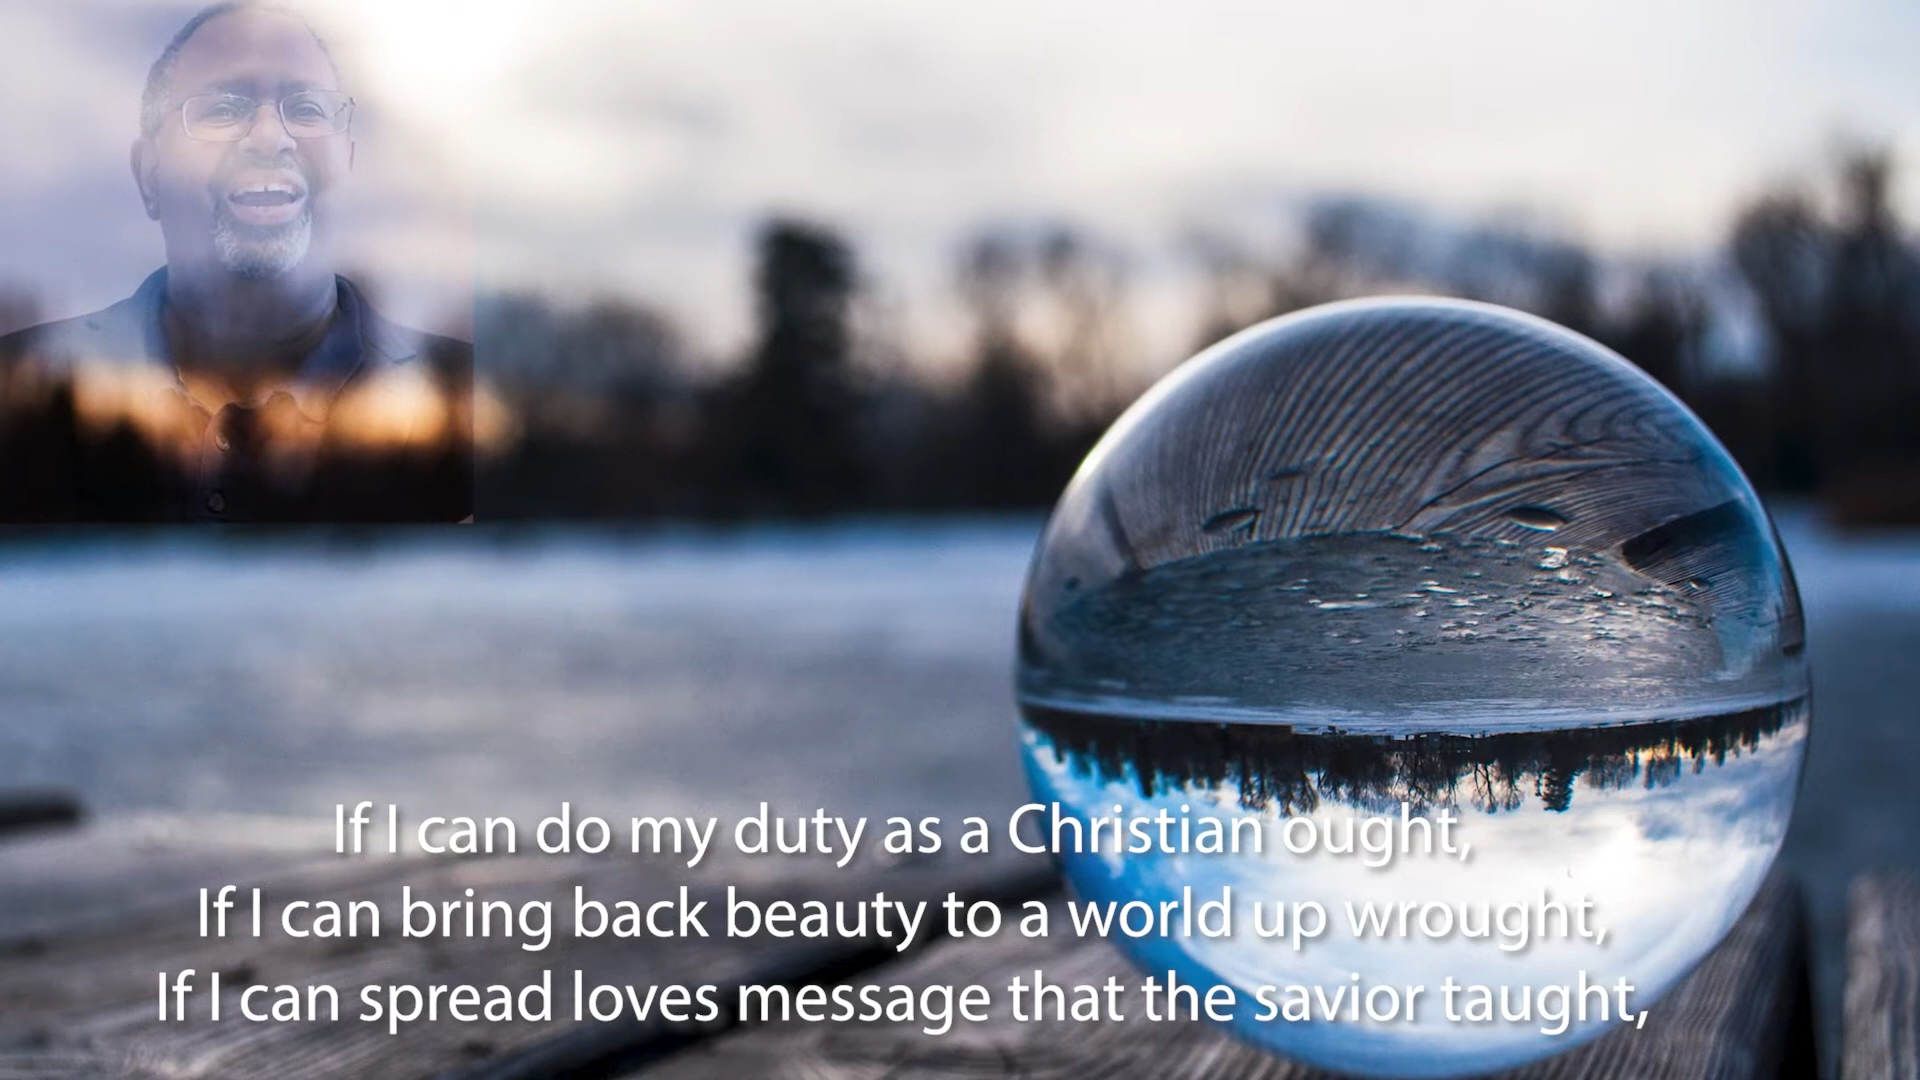 If I can do my duty as a Christian ought,
If I can bring back beauty to a world up wrought,
If I can spread loves message that the savior taught,